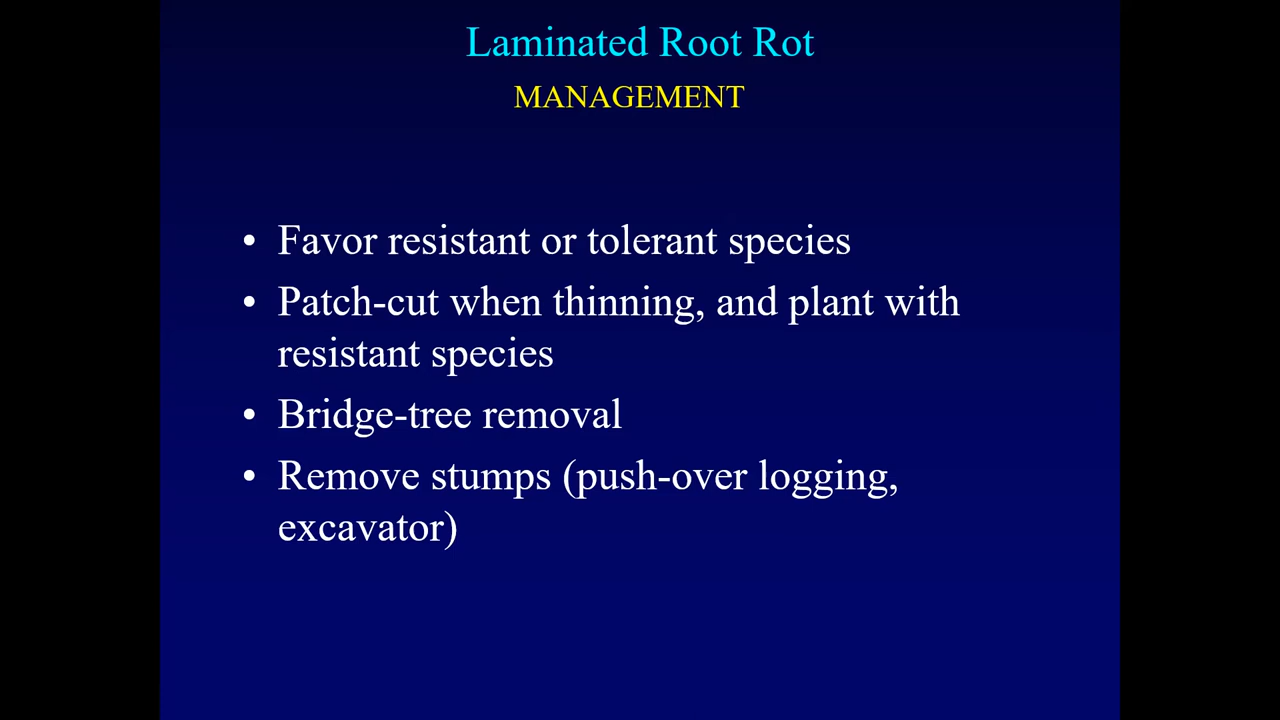 Laminated Root Rot
MANAGEMENT
• Favor resistant or tolerant species
• Patch-cut when thinning, and plant with
resistant species
• Bridge-tree removal
• Remove stumps (push-over logging,
excavator)